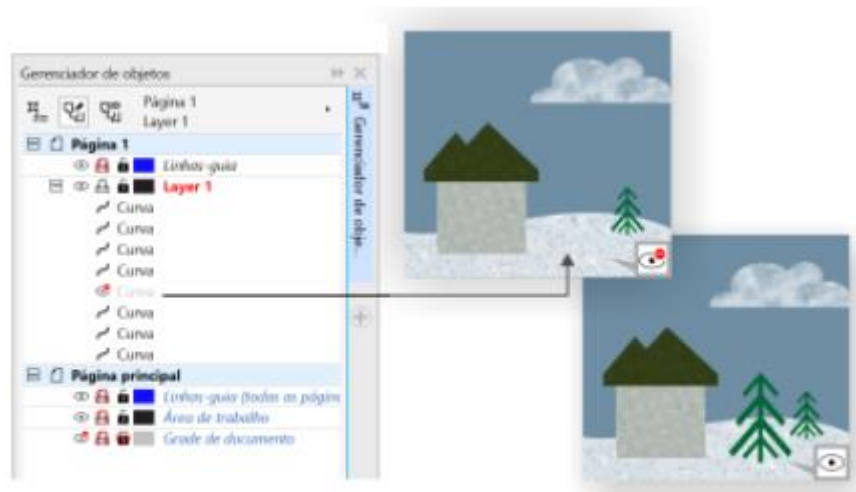 Gerenciador de objetos
Página 1
Layer 1
Página 1
Linhas-guia
Layer 1
Curva
Curva
Curva
Curva
Curva
Curva
Curva
Curva
Página principal
Linhas-guia (todas as págin
Área de trabalho
Grade de documento
Gerenciador de obje...